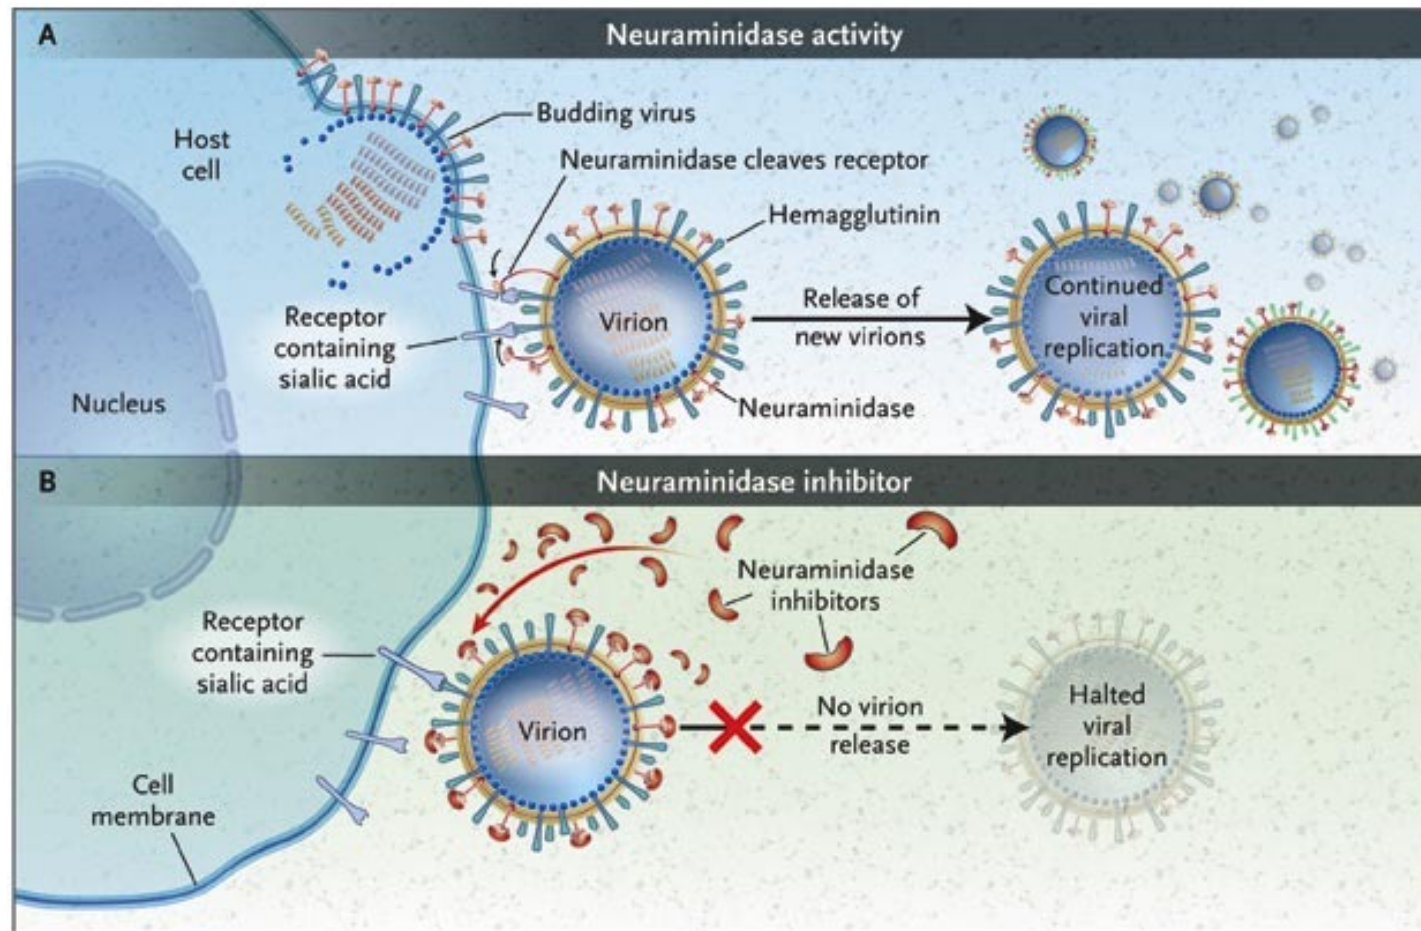 A
Neuraminidase activity
Budding virus
Host
cell
Neuraminidase cleaves receptor
Hemagglutinin
Receptor
containing
sialic acid
Virion
Release of
new virions
Continued
viral
replication
Nucleus
Neuraminidase
B
Neuraminidase inhibitor
Neuraminidase
inhibitors
Receptor
containing
sialic acid
Virion
No virion
release
Halted
viral
replication
Cell
membrane